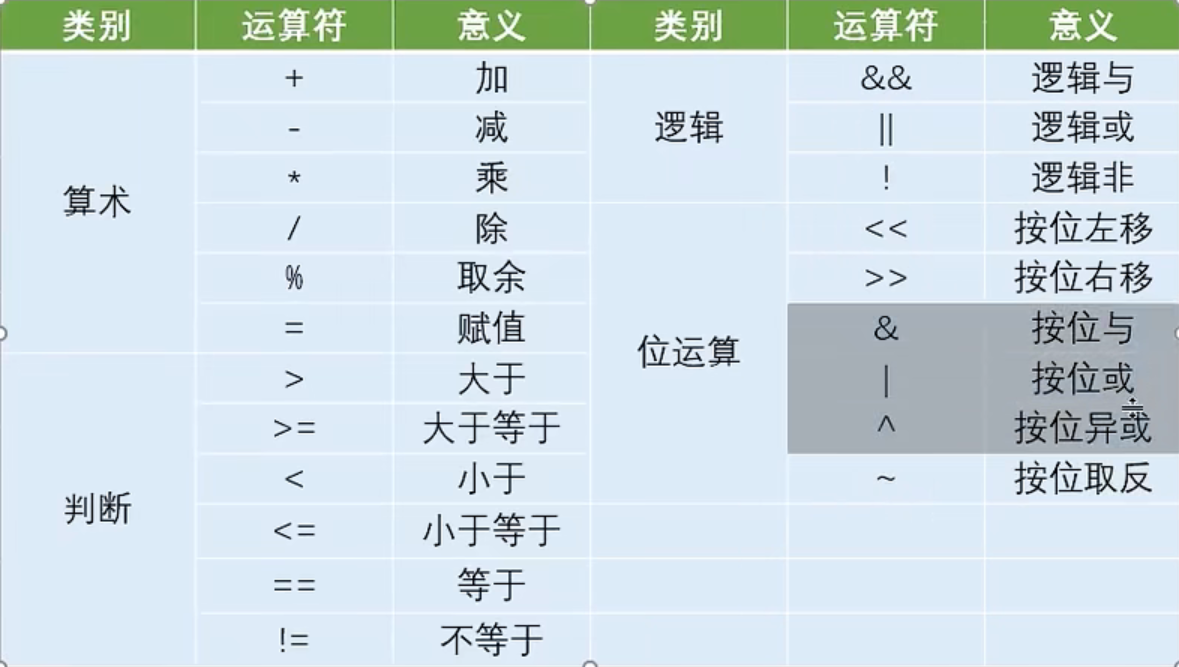 类别 运算符 意义 类别 运算符 意义
+ 加 && 逻辑与
- 减 逻辑 || 逻辑或
* 乘 ! 逻辑非
算术
/ 除 << 按位左移
% 取余 >> 按位右移
= 赋值 & 按位与
位运算
> 大于 | 按位或
>= 大于等于 ^ 按位异或
< 小于 ~ 按位取反
判断
<= 小于等于
== 等于
!= 不等于